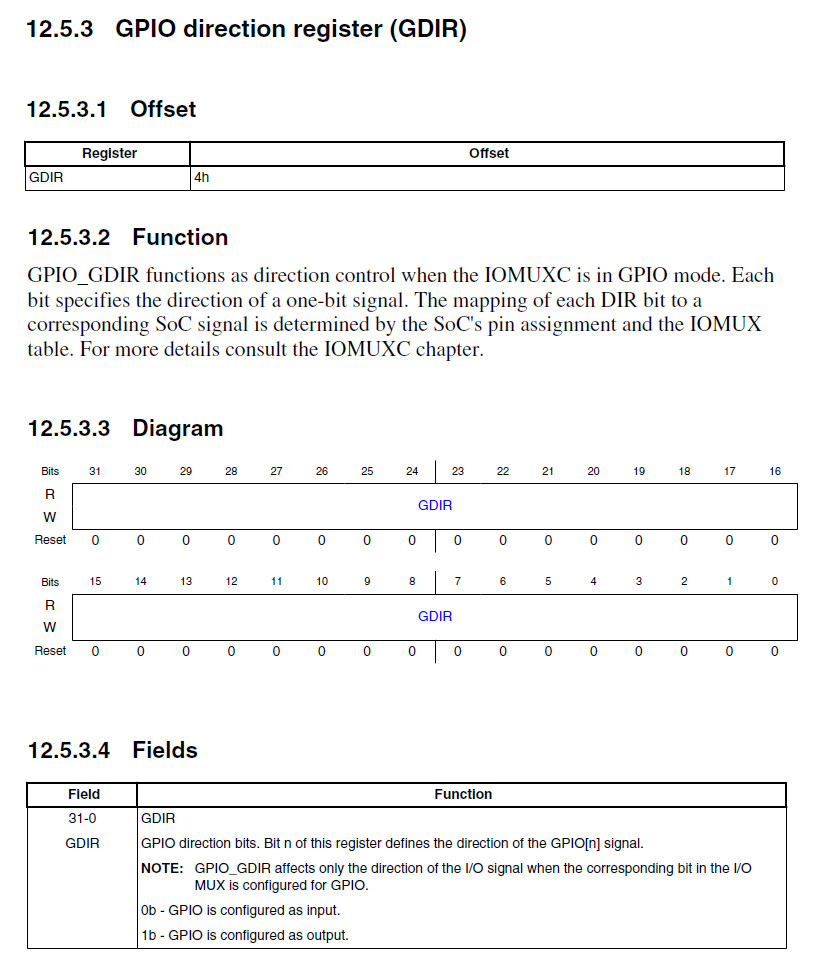 12.5.3 GPIO direction register (GDIR)
12.5.3.1 Offset
Register Offset
GDIR 4h
12.5.3.2 Function
GPIO_GDIR functions as direction control when the IOMUXC is in GPIO mode. Each
bit specifies the direction of a one-bit signal. The mapping of each DIR bit to a
corresponding SoC signal is determined by the SoC's pin assignment and the IOMUX
table. For more details consult the IOMUXC chapter.
12.5.3.3 Diagram
Bits 31 30 29 28 27 26 25 24 23 22 21 20 19 18 17 16
R
GDIR
W
Reset 0 0 0 0 0 0 0 0 0 0 0 0 0 0 0 0
Bits 15 14 13 12 11 10 9 8 7 6 5 4 3 2 1 0
R
GDIR
W
Reset 0 0 0 0 0 0 0 0 0 0 0 0 0 0 0 0
12.5.3.4 Fields
Field Function
31-0 GDIR
GDIR GPIO direction bits. Bit n of this register defines the direction of the GPIO[n] signal.
NOTE: GPIO_GDIR affects only the direction of the I/O signal when the corresponding bit in the I/O
MUX is configured for GPIO.
0b - GPIO is configured as input.
1b - GPIO is configured as output.